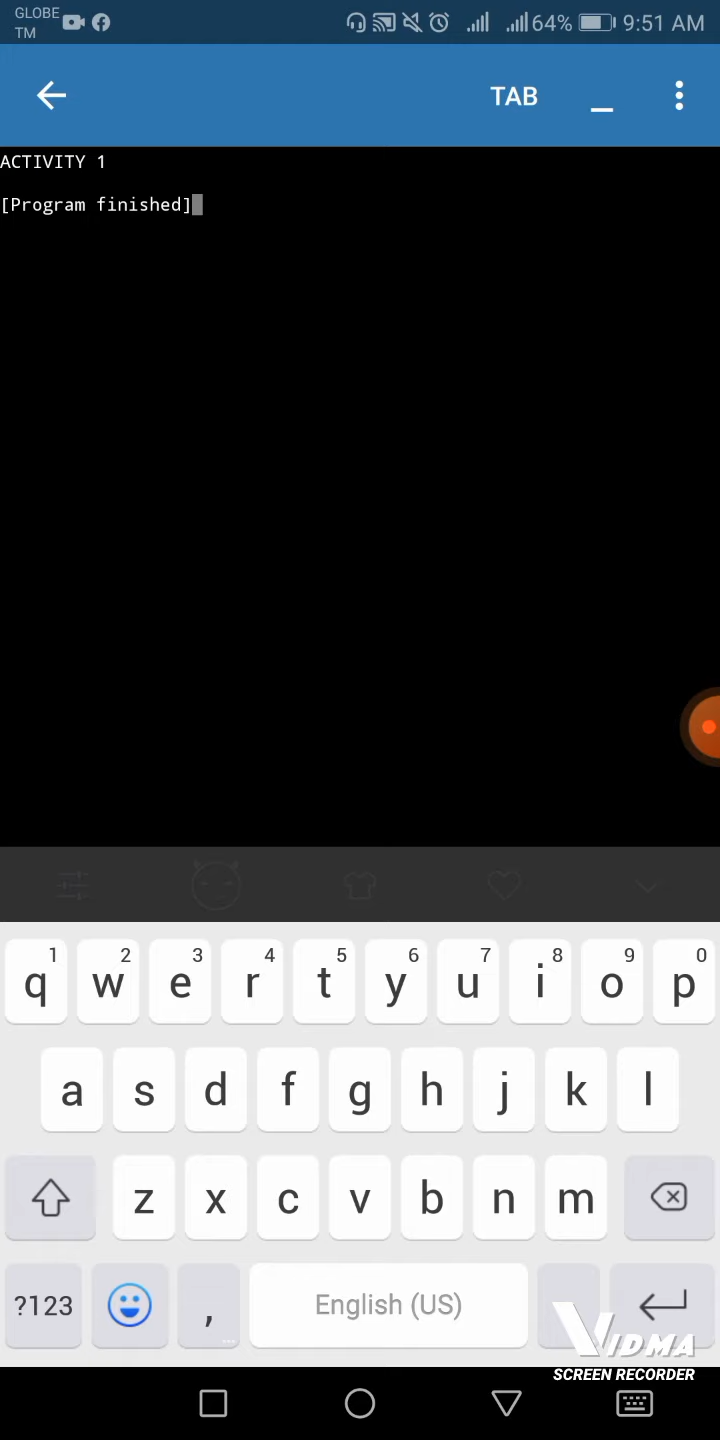 GLOBE
TM
64% 9:51 AM
TAB
ACTIVITY 1
[Program finished]
1 2 3 4 5 6 7 8 9 0
q w e r t y u i o p
a s d f g h j k l
z x c v b n m
?123 , English (US)
...
VIDMA
SCREEN RECORDER